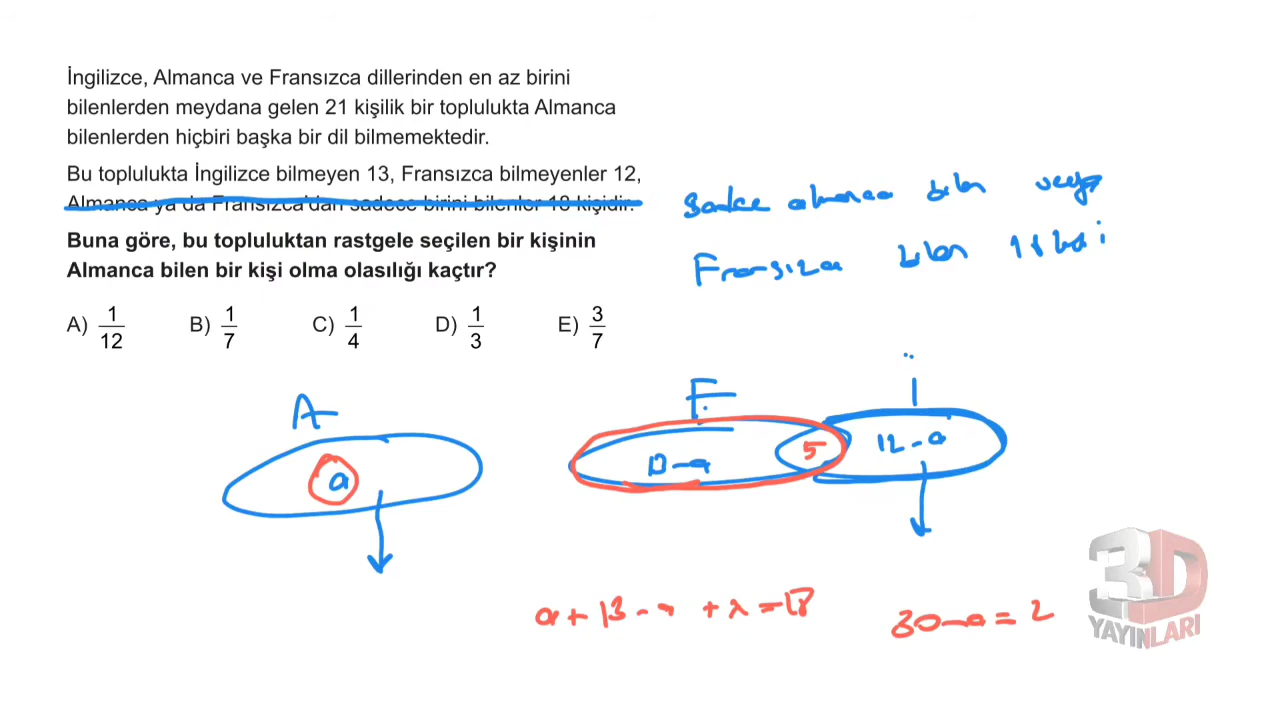 İngilizce, Almanca ve Fransızca dillerinden en az birini
bilenlerden meydana gelen 21 kişilik bir toplulukta Almanca
bilenlerden hiçbiri başka bir dil bilmemektedir.
Bu toplulukta İngilizce bilmeyen 13, Fransızca bilmeyenler 12,
Almanca ya da Fransızca'dan sadece birini bilenler 18 kişidir.
Buna göre, bu topluluktan rastgele seçilen bir kişinin
Almanca bilen bir kişi olma olasılığı kaçtır?
A) 1/12 B) 1/7 C) 1/4 D) 1/3 E) 3/7
Sadece almanca bilen veya
Fransızca bilen 18
A F İ
a 13-a 5 12-a
a + 13 - a + x = 18
30-a = 2
3D
YAYINLARI